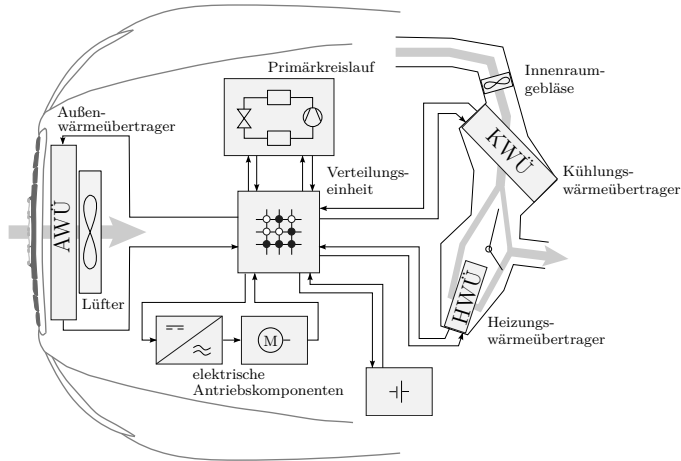 Primärkreislauf
Innenraum-
gebläse
Außen-
wärmeübertrager
KWÜ
Verteilungs-
einheit
Kühlungs-
wärmeübertrager
AWÜ
Lüfter
HWÜ
Heizungs-
wärmeübertrager
M
elektrische
Antriebskomponenten